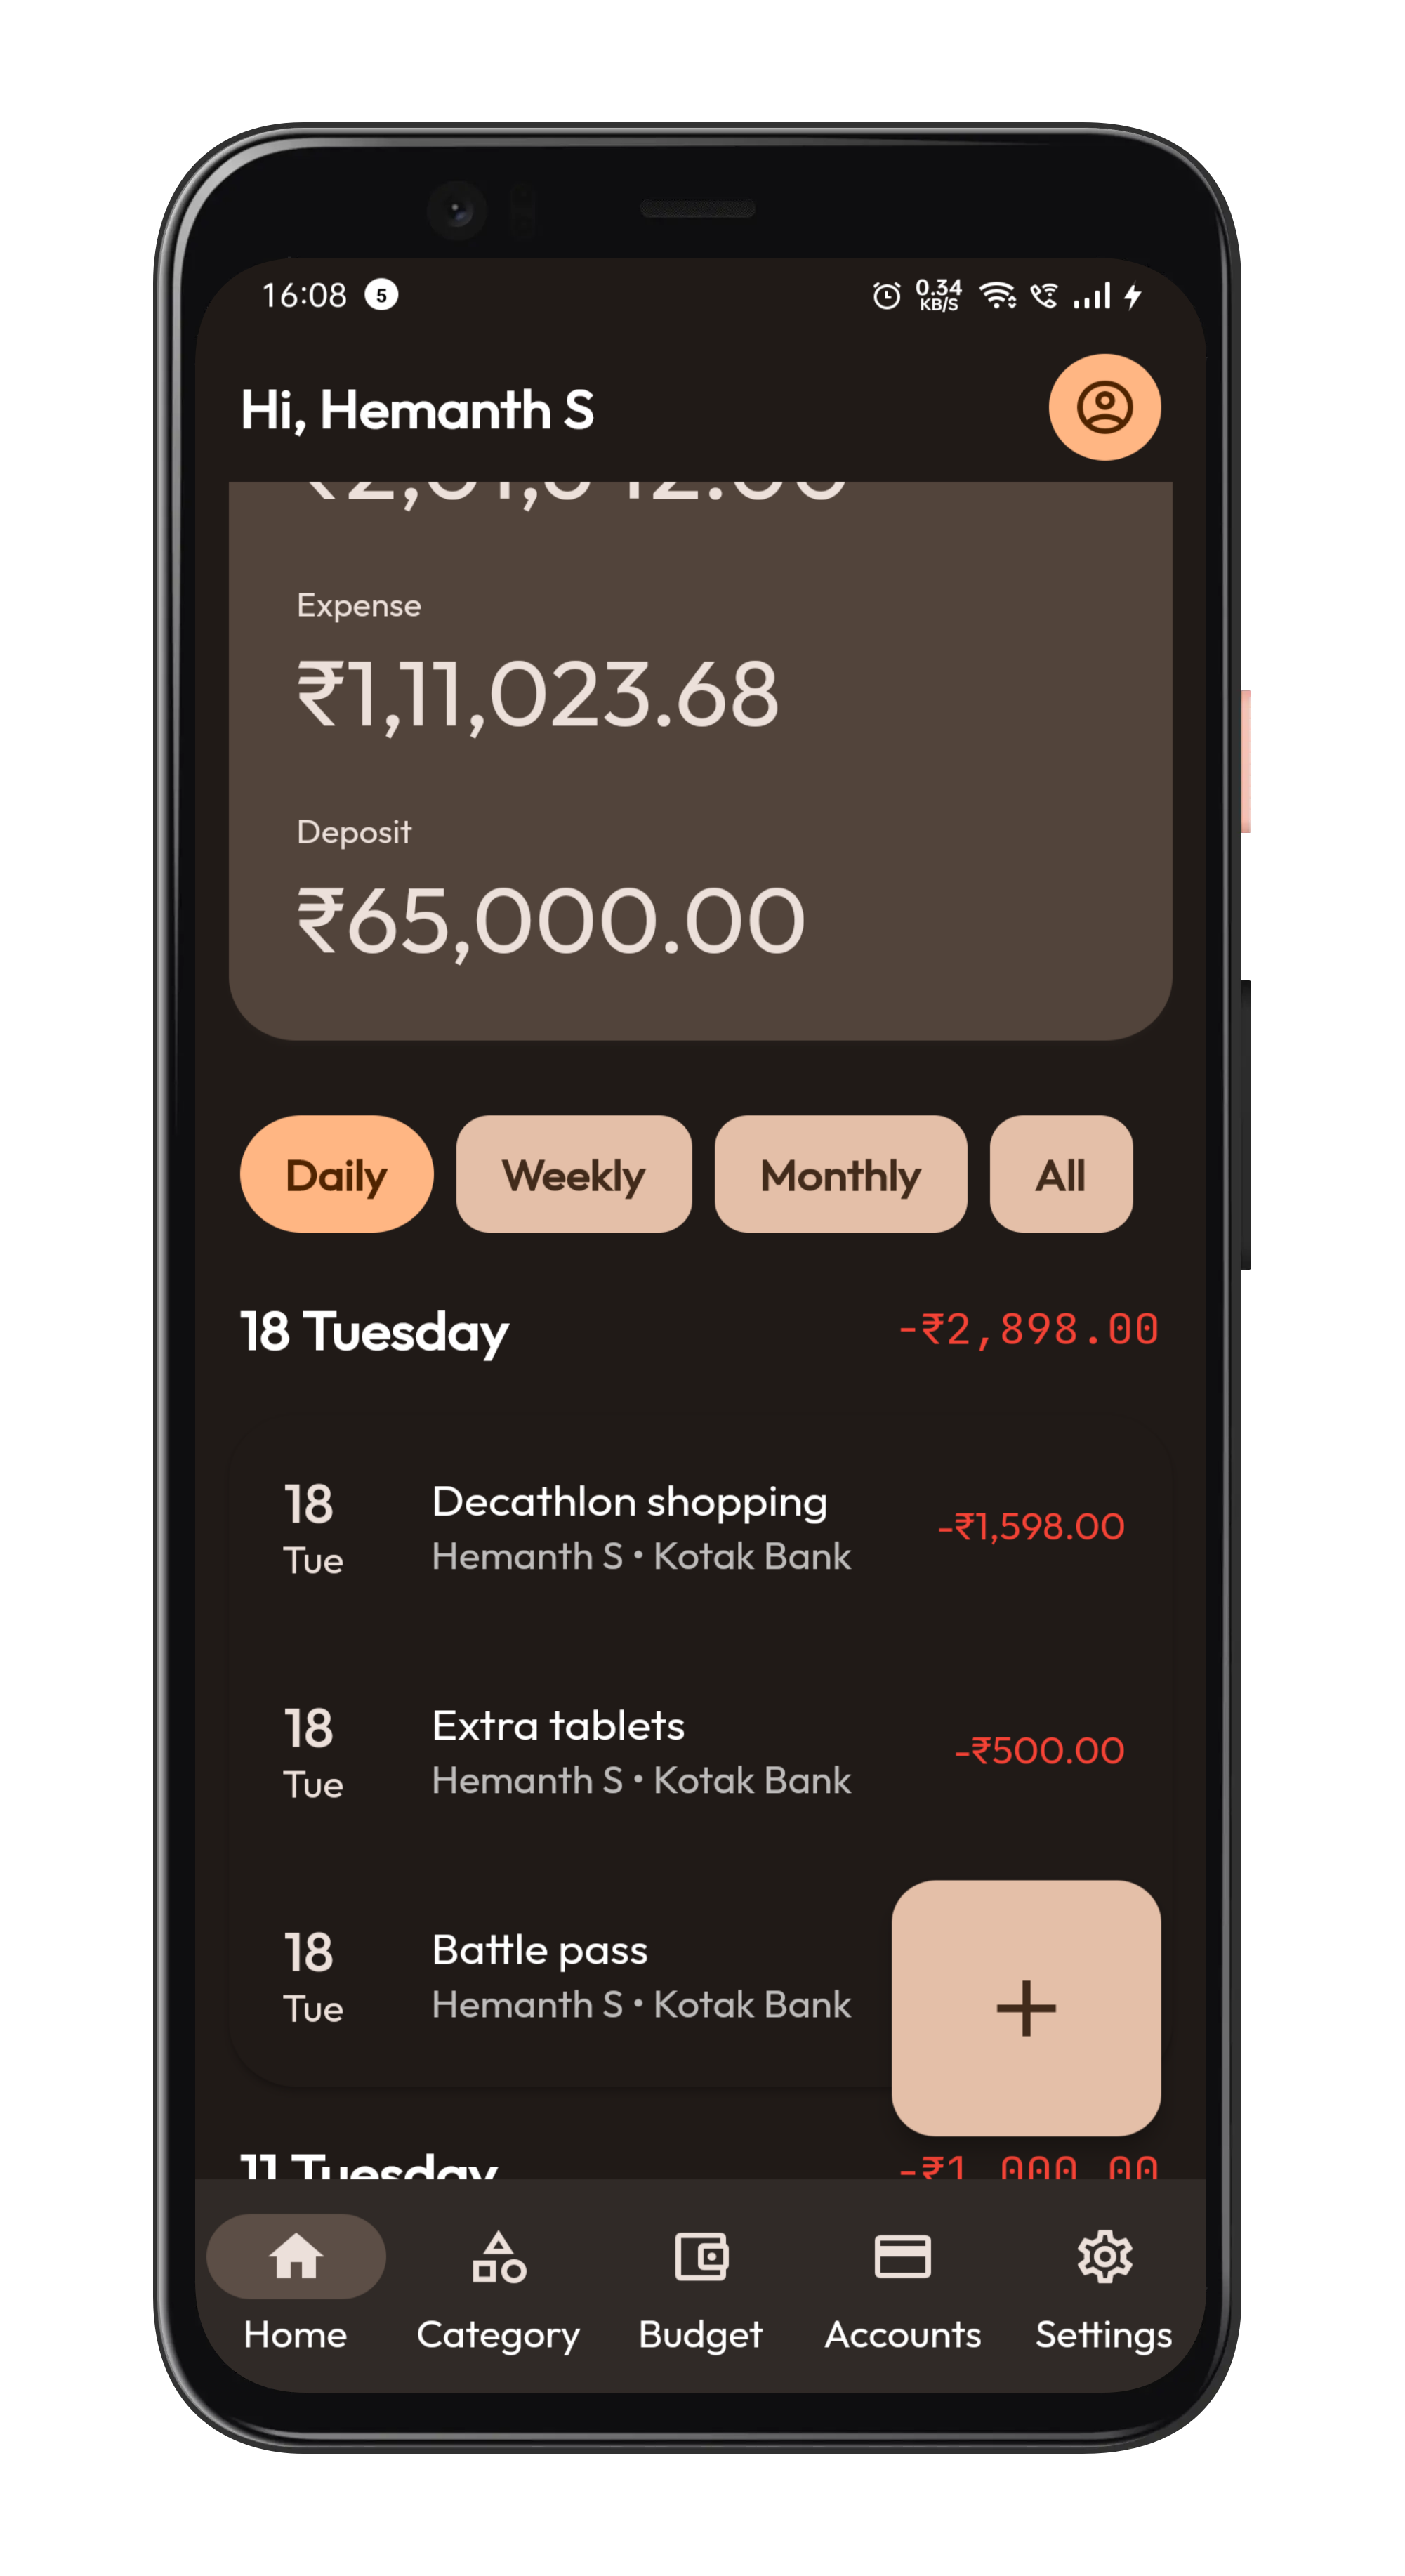 16:08 5 0.34 KB/S
Hi, Hemanth S
Expense
₹1,11,023.68
Deposit
₹65,000.00
Daily Weekly Monthly All
18 Tuesday -₹2,898.00
18 Decathlon shopping -₹1,598.00
Tue Hemanth S • Kotak Bank
18 Extra tablets -₹500.00
Tue Hemanth S • Kotak Bank
18 Battle pass
Tue Hemanth S • Kotak Bank
11 Tuesday
Home Category Budget Accounts Settings